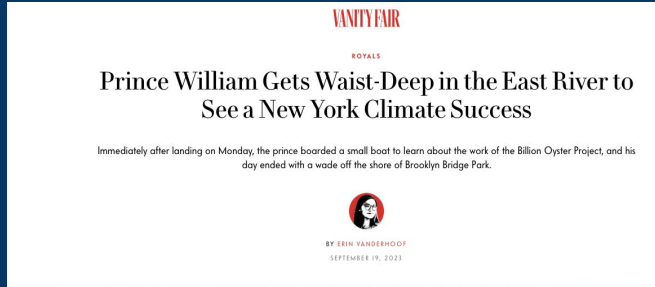 VANITY FAIR
ROYALS
Prince William Gets Waist-Deep in the East River to
See a New York Climate Success
Immediately after landing on Monday, the prince boarded a small boat to learn about the work of the Billion Oyster Project, and his
day ended with a wade off the shore of Brooklyn Bridge Park.
BY ERIN VANDERHOOF
SEPTEMBER 19, 2023